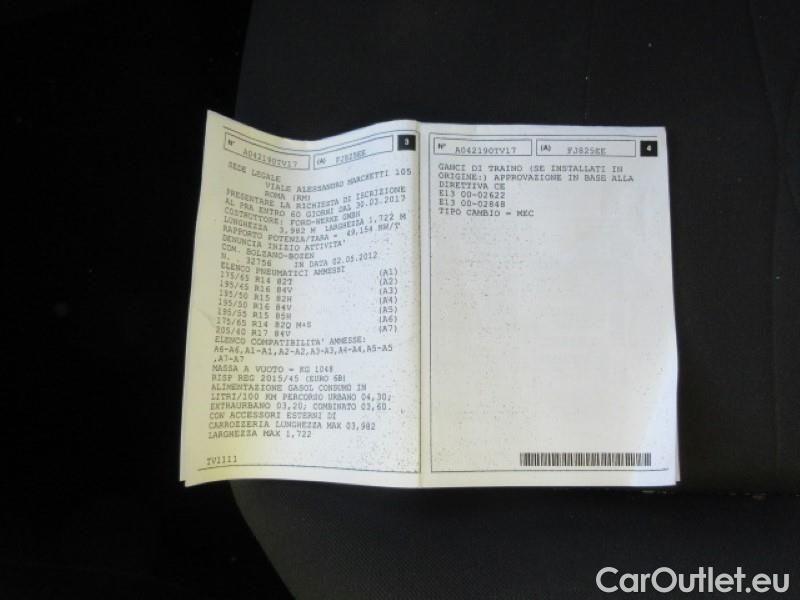 N° A042190TV17 (A) FJ825EE 3
SEDE LEGALE
VIALE ALESSANDRO MARCHETTI 105
ROMA (RM)
PRESENTARE LA RICHIESTA DI ISCRIZIONE
AL PRA ENTRO 60 GIORNI DAL 30.03.2017
COSTRUTTORE: FORD-WERKE GMBH
LUNGHEZZA 3,982 M LARGHEZZA 1,722 M
RAPPORTO POTENZA/TARA = 49,154 KW/T
DENUNCIA INIZIO ATTIVITA'
COM. BOLZANO-BOZEN
N. . 32756 IN DATA 02.05.2012
ELENCO PNEUMATICI AMMESSI
175/65 R14 82T (A1)
195/45 R16 84V (A2)
195/50 R15 82H (A3)
195/50 R16 84V (A4)
195/55 R15 85H (A5)
175/65 R14 82Q M+S (A6)
205/40 R17 84V (A7)
ELENCO COMPATIBILITA' AMMESSE:
A6-A6,A1-A1,A2-A2,A3-A3,A4-A4,A5-A5
,A7-A7
MASSA A VUOTO = KG 1048
RISP REG 2015/45 (EURO 6B)
ALIMENTAZIONE GASOL CONSUMO IN
LITRI/100 KM PERCORSO URBANO 04,30;
EXTRAURBANO 03,20; COMBINATO 03,60.
CON ACCESSORI ESTERNI DI
CARROZZERIA LUNGHEZZA MAX 03,982
LARGHEZZA MAX 1,722
TV1111
N° A042190TV17 (A) FJ825EE 4
GANCI DI TRAINO (SE INSTALLATI IN
ORIGINE:) APPROVAZIONE IN BASE ALLA
DIRETTIVA CE
E13 00-02622
E13 00-02848
TIPO CAMBIO = MEC
CarOutlet.eu